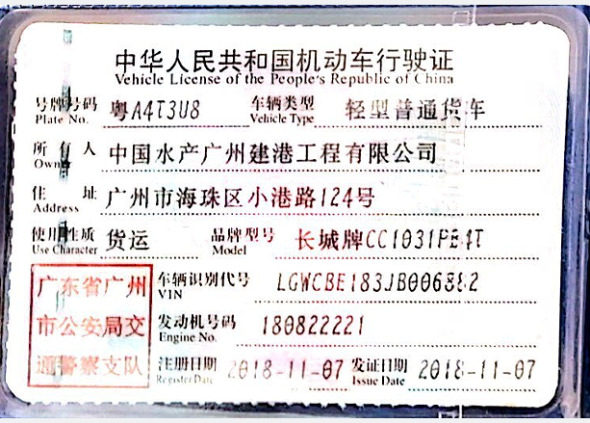 中华人民共和国机动车行驶证
Vehicle License of the People's Republic of China
号牌号码 粤A4T3U8 车辆类型 轻型普通货车
Plate No. Vehicle Type
所有人 中国水产广州建港工程有限公司
Owner
住址 广州市海珠区小港路124号
Address
使用性质 货运 品牌型号 长城牌CC1031PB4T
Use Character Model
广东省广州
市公安局交
通警察支队
车辆识别代号
VIN
发动机号码 180822221
Engine No.
注册日期 2018-11-07 发证日期 2018-11-07
Register Date Issue Date